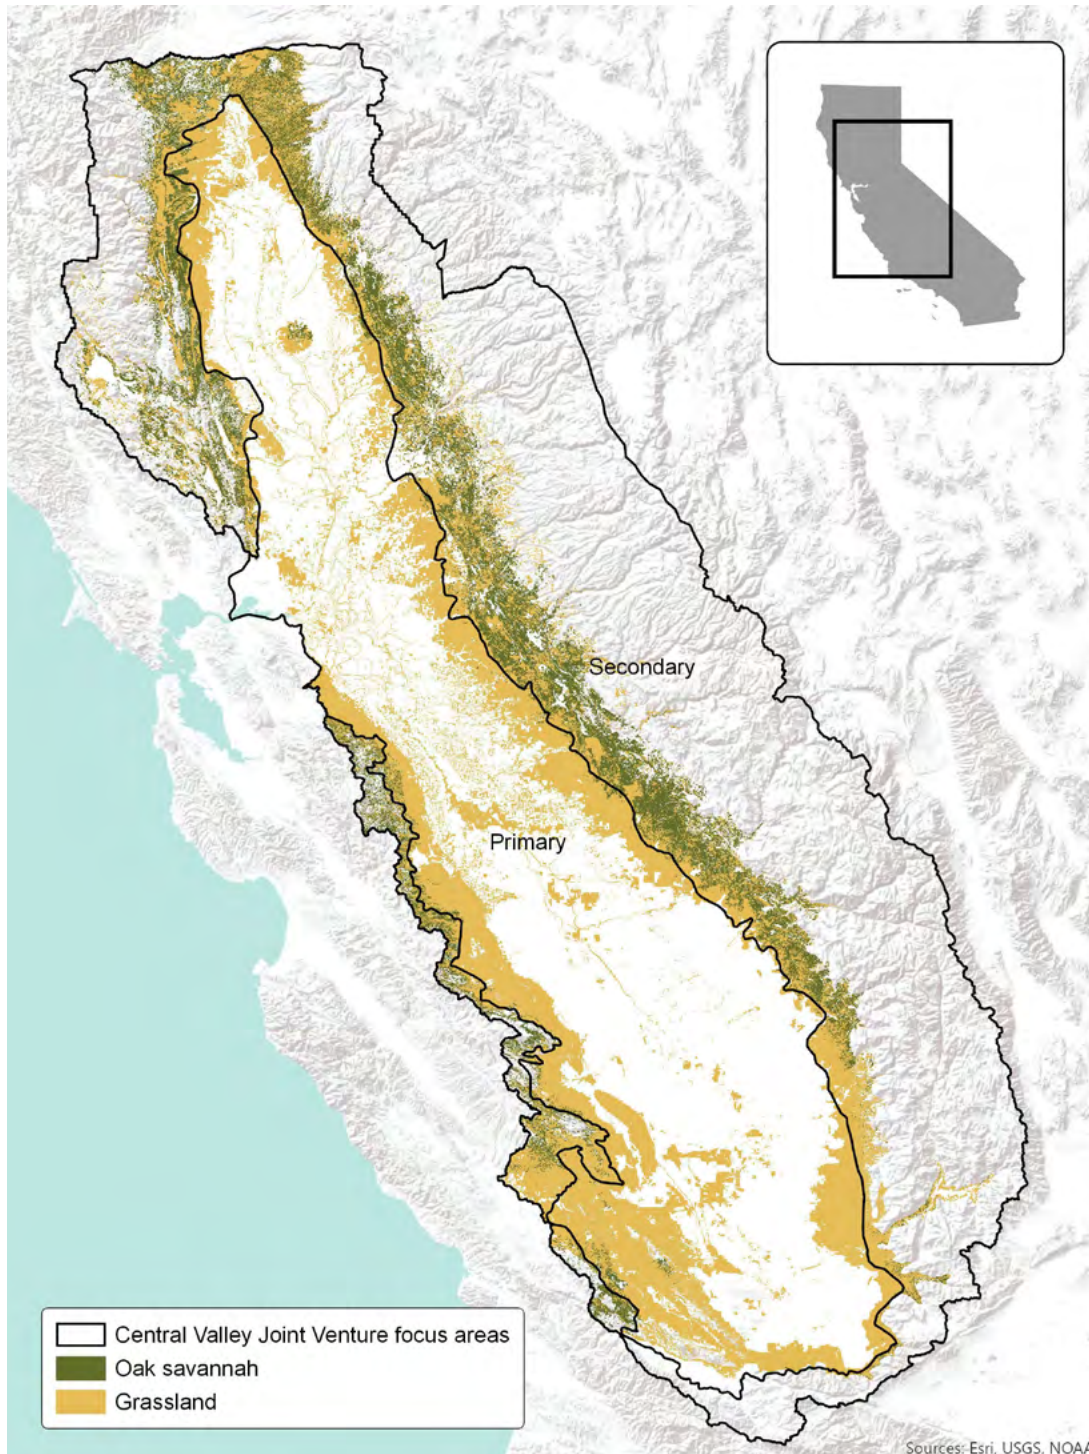 Secondary
Primary
Central Valley Joint Venture focus areas
Oak savannah
Grassland
Sources: Esri, USGS, NOAA